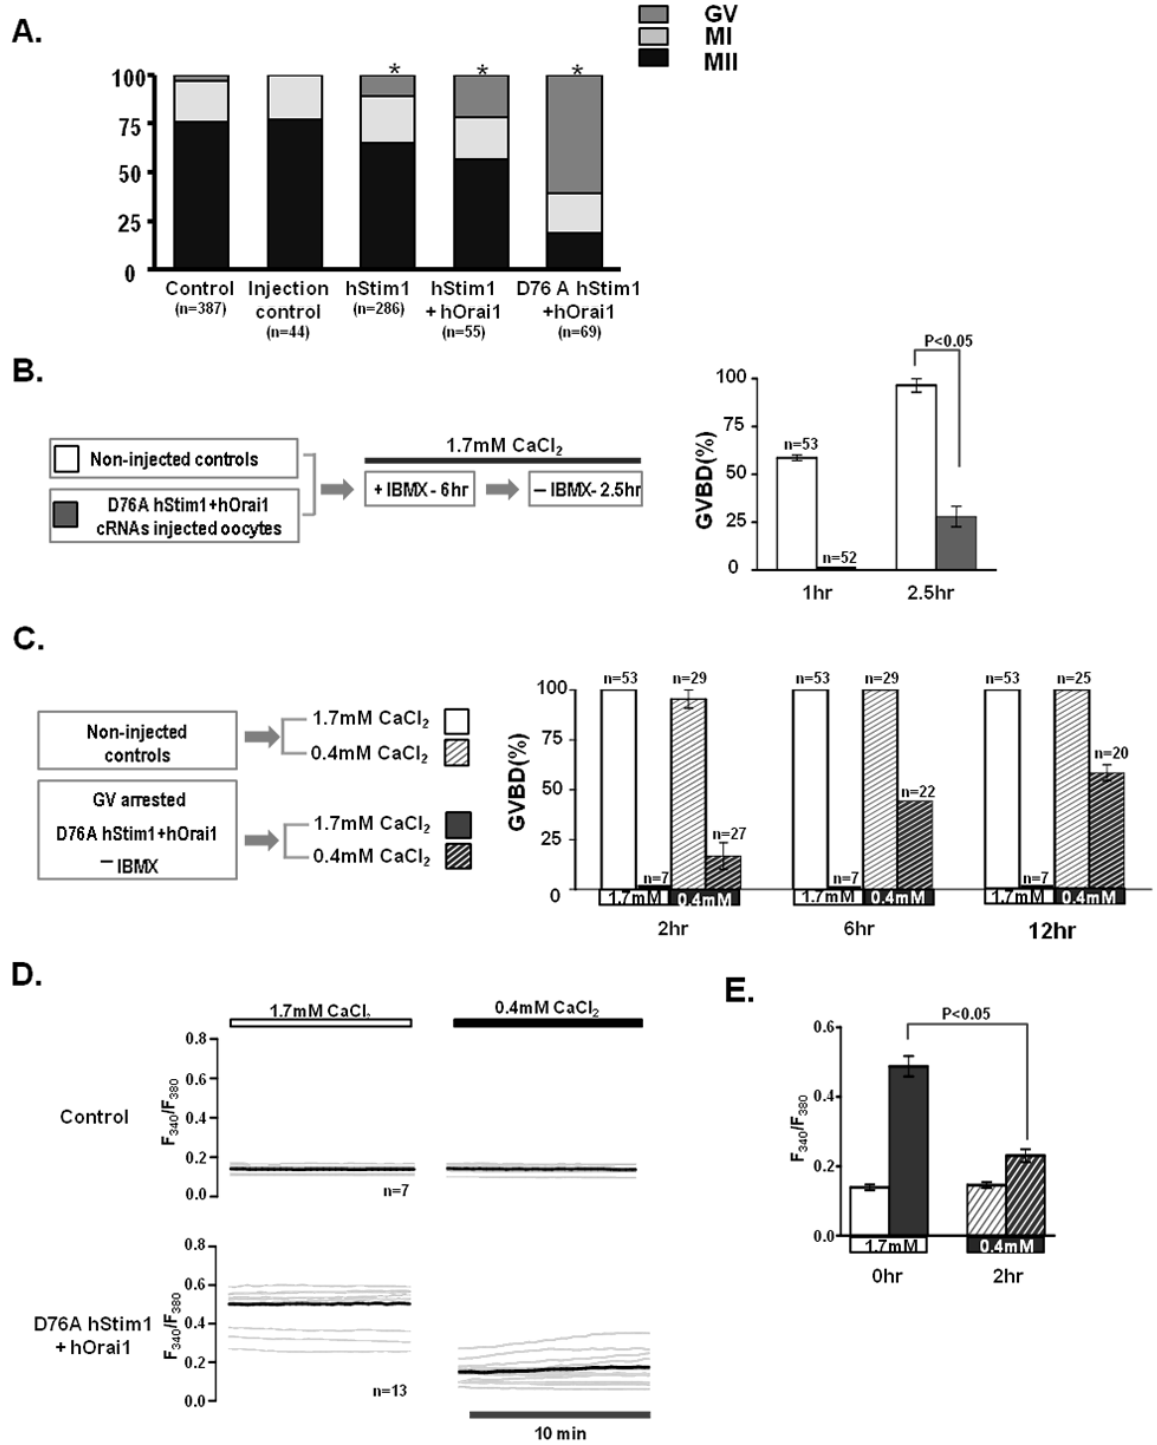 A.
GV
MI
MII
100
75
50
25
0
* * *
Control
(n=387)
Injection
control
(n=44)
hStim1
(n=286)
hStim1
+ hOrai1
(n=55)
D76 A hStim1
+hOrai1
(n=69)
B.
Non-injected controls
D76A hStim1+hOrai1
cRNAs injected oocytes
1.7mM CaCl2
+ IBMX - 6hr
– IBMX- 2.5hr
GVBD(%)
100
75
50
25
0
n=53
n=52
P<0.05
1hr
2.5hr
C.
Non-injected
controls
1.7mM CaCl2
0.4mM CaCl2
GV arrested
D76A hStim1+hOrai1
– IBMX
1.7mM CaCl2
0.4mM CaCl2
GVBD(%)
100
75
50
25
0
n=53
n=7
n=29
n=27
1.7mM
0.4mM
2hr
n=53
n=7
n=29
n=22
1.7mM
0.4mM
6hr
n=53
n=7
n=25
n=20
1.7mM
0.4mM
12hr
D.
1.7mM CaCl2
0.4mM CaCl2
Control
F340/F380
0.8
0.6
0.4
0.2
0.0
n=7
D76A hStim1
+ hOrai1
F340/F380
0.8
0.6
0.4
0.2
0.0
n=13
10 min
E.
F340/F380
0.6
0.4
0.2
0.0
P<0.05
1.7mM
0.4mM
0hr
2hr